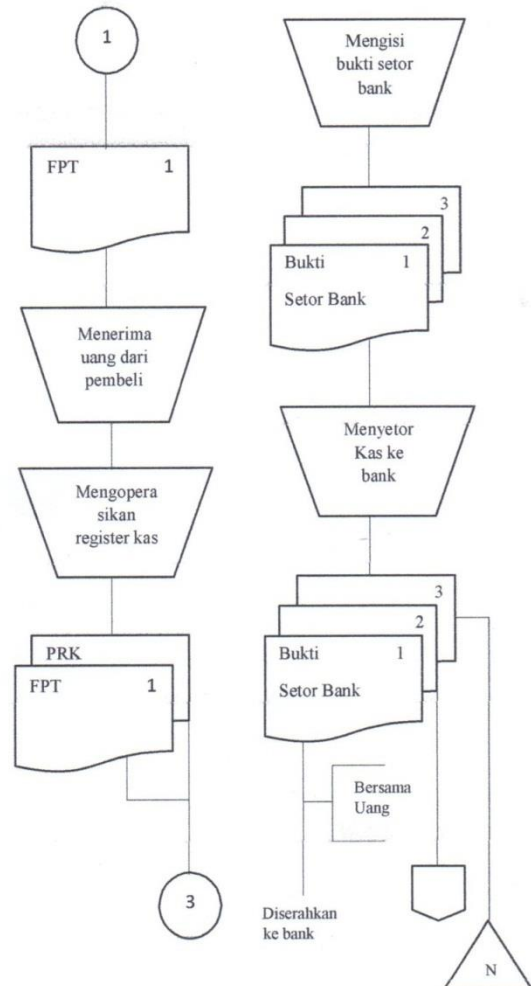 1
FPT 1
Menerima
uang dari
pembeli
Mengopera
sikan
register kas
PRK
FPT 1
3
Mengisi
bukti setor
bank
3
2
Bukti 1
Setor Bank
Menyetor
Kas ke
bank
3
2
Bukti 1
Setor Bank
Bersama
Uang
Diserahkan
ke bank
N